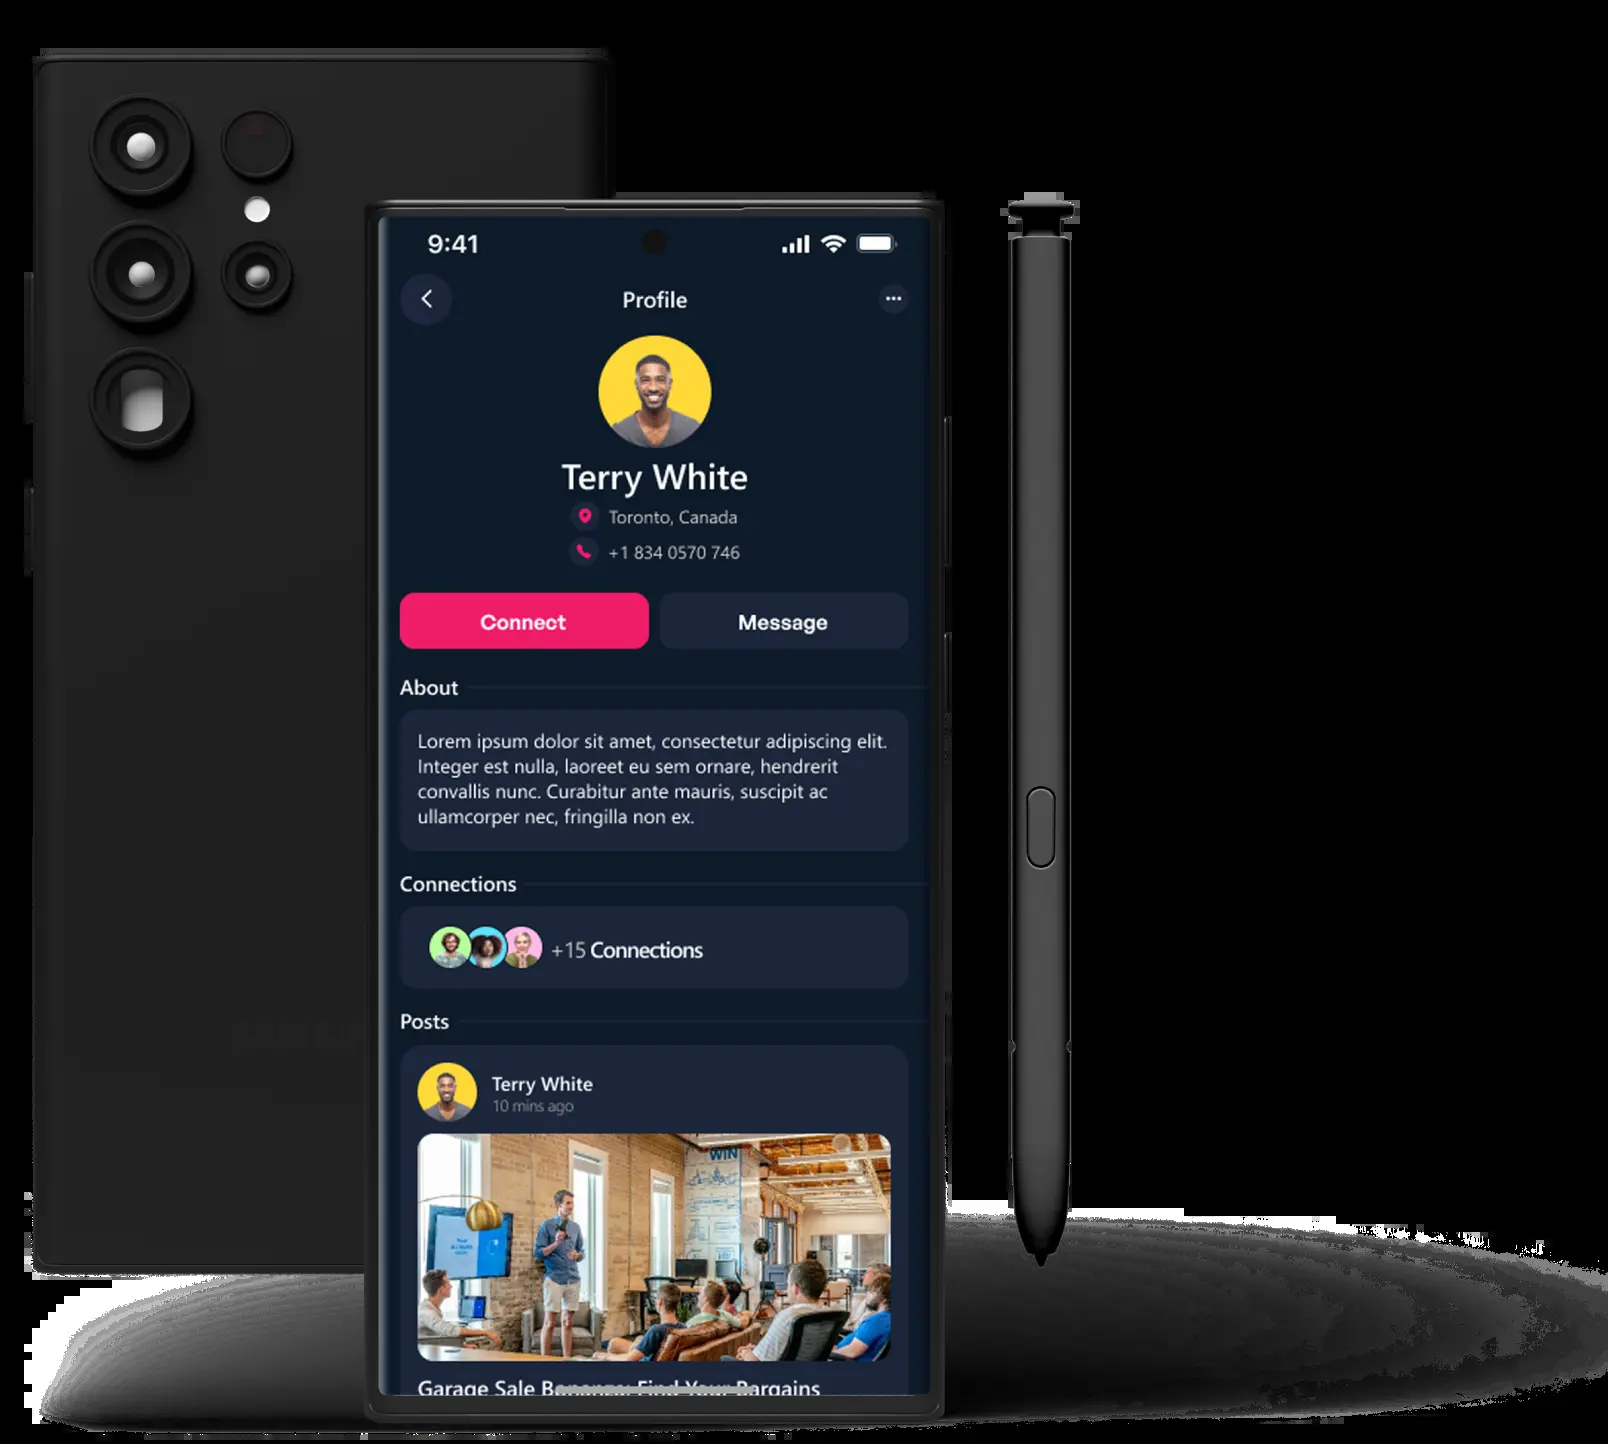 9:41
Profile
Terry White
Toronto, Canada
+1 834 0570 746
Connect
Message
About
Lorem ipsum dolor sit amet, consectetur adipiscing elit.
Integer est nulla, laoreet eu sem ornare, hendrerit
convallis nunc. Curabitur ante mauris, suscipit ac
ullamcorper nec, fringilla non ex.
Connections
+15 Connections
Posts
Terry White
10 mins ago
WIN
Garage Sale Bonanza: Find Your Bargains